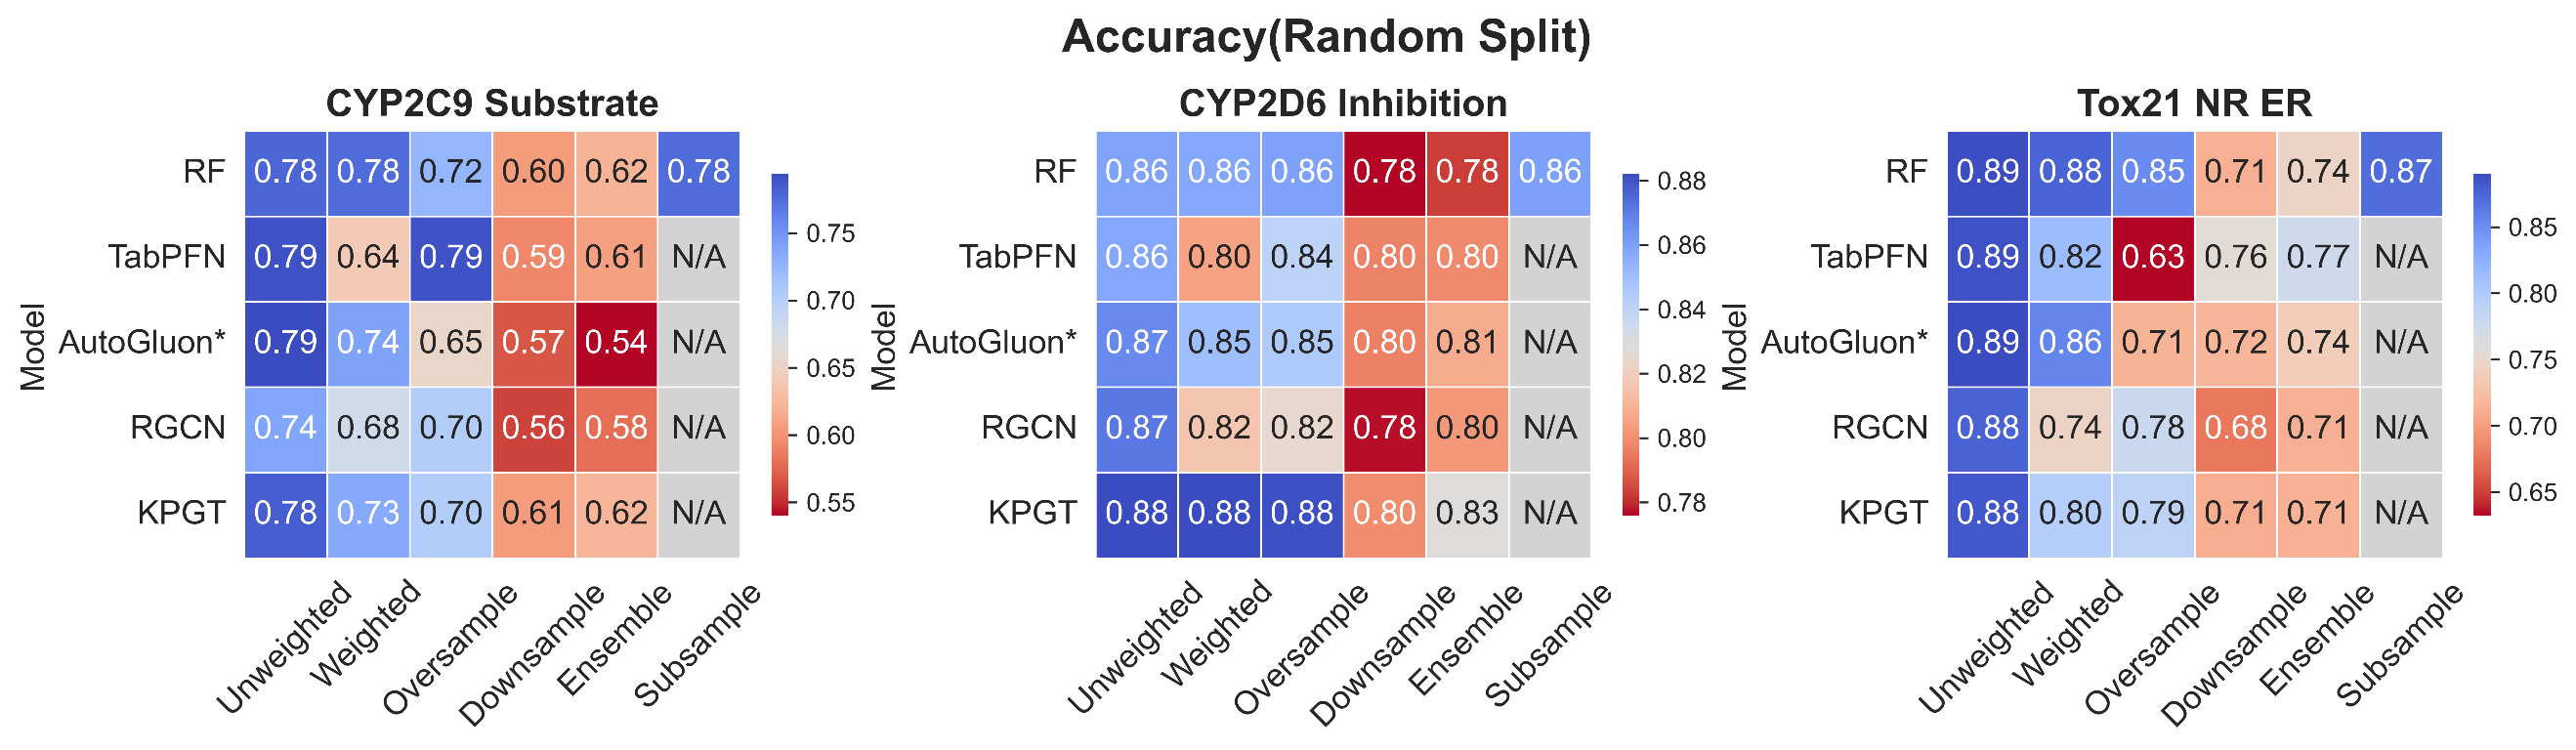 Accuracy(Random Split)
CYP2C9 Substrate
Model
RF 0.78 0.78 0.72 0.60 0.62 0.78
TabPFN 0.79 0.64 0.79 0.59 0.61 N/A
AutoGluon* 0.79 0.74 0.65 0.57 0.54 N/A
RGCN 0.74 0.68 0.70 0.56 0.58 N/A
KPGT 0.78 0.73 0.70 0.61 0.62 N/A
Unweighted Weighted Oversample Downsample Ensemble Subsample
0.75
0.70
0.65
0.60
0.55
CYP2D6 Inhibition
Model
RF 0.86 0.86 0.86 0.78 0.78 0.86
TabPFN 0.86 0.80 0.84 0.80 0.80 N/A
AutoGluon* 0.87 0.85 0.85 0.80 0.81 N/A
RGCN 0.87 0.82 0.82 0.78 0.80 N/A
KPGT 0.88 0.88 0.88 0.80 0.83 N/A
Unweighted Weighted Oversample Downsample Ensemble Subsample
0.88
0.86
0.84
0.82
0.80
0.78
Tox21 NR ER
Model
RF 0.89 0.88 0.85 0.71 0.74 0.87
TabPFN 0.89 0.82 0.63 0.76 0.77 N/A
AutoGluon* 0.89 0.86 0.71 0.72 0.74 N/A
RGCN 0.88 0.74 0.78 0.68 0.71 N/A
KPGT 0.88 0.80 0.79 0.71 0.71 N/A
Unweighted Weighted Oversample Downsample Ensemble Subsample
0.85
0.80
0.75
0.70
0.65